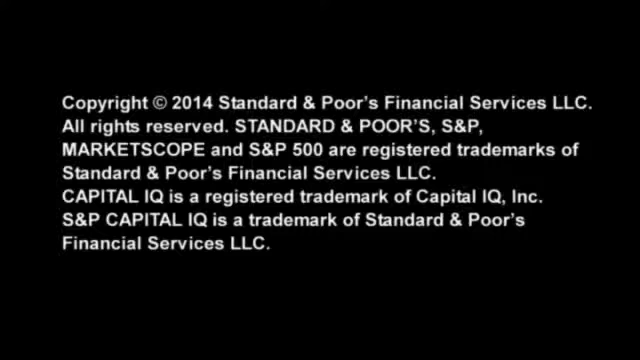 Copyright © 2014 Standard & Poor's Financial Services LLC.
All rights reserved. STANDARD & POOR'S, S&P,
MARKETSCOPE and S&P 500 are registered trademarks of
Standard & Poor's Financial Services LLC.
CAPITAL IQ is a registered trademark of Capital IQ, Inc.
S&P CAPITAL IQ is a trademark of Standard & Poor's
Financial Services LLC.